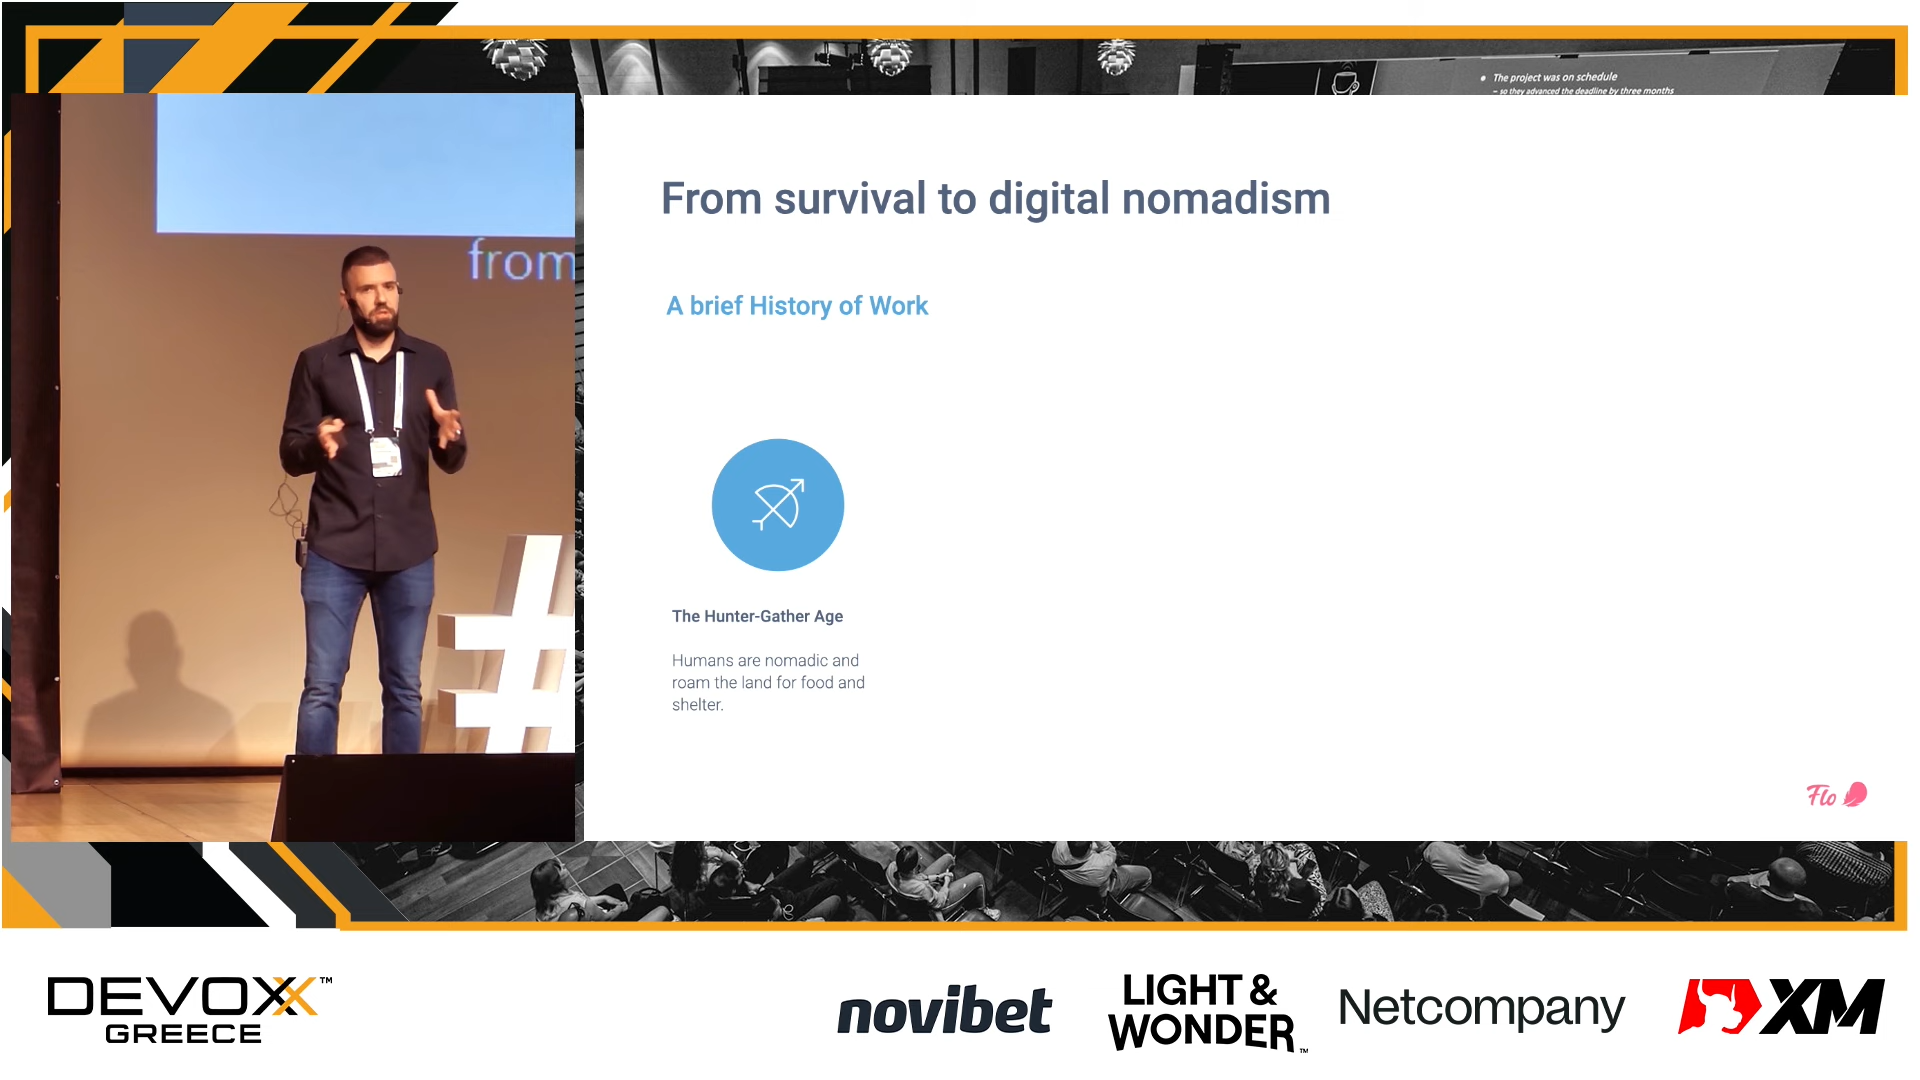 The project was on schedule
– so they advanced the deadline by three months
from
#
From survival to digital nomadism
A brief History of Work
The Hunter-Gather Age
Humans are nomadic and
roam the land for food and
shelter.
Flo
DEVOXX™
GREECE
novibet
LIGHT &
WONDER™
Netcompany
XM